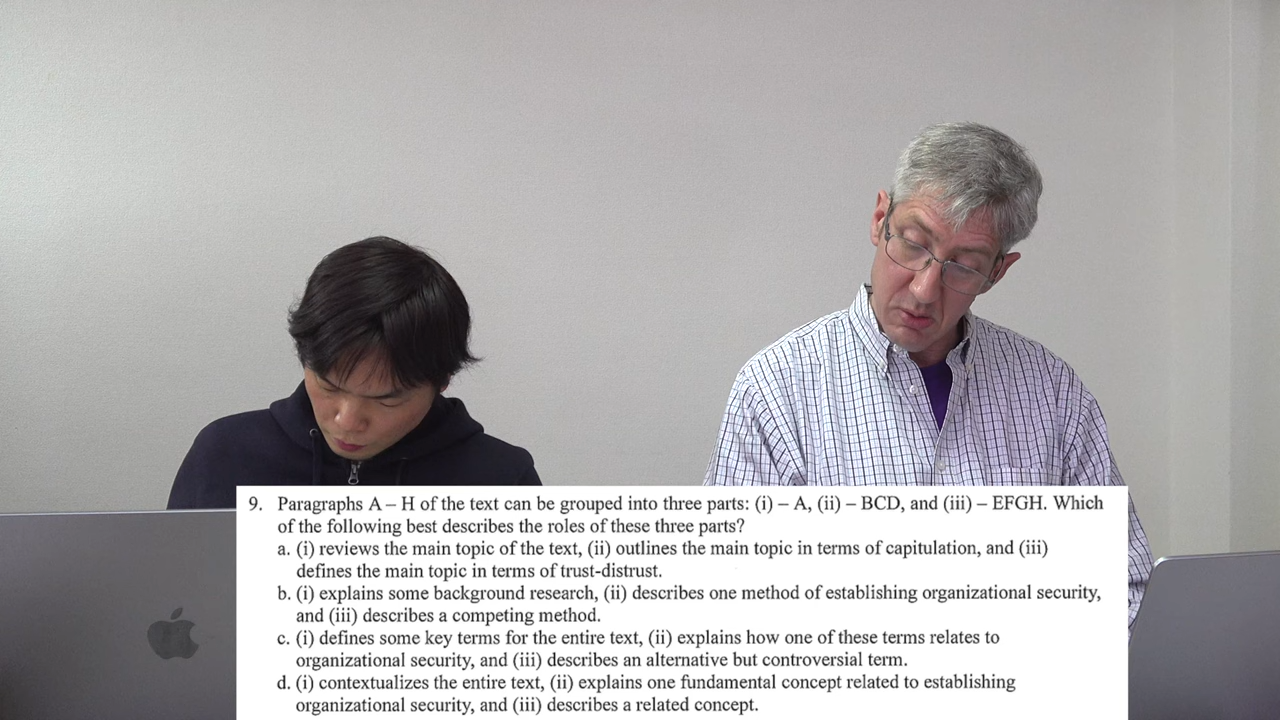 9. Paragraphs A – H of the text can be grouped into three parts: (i) – A, (ii) – BCD, and (iii) – EFGH. Which
of the following best describes the roles of these three parts?
a. (i) reviews the main topic of the text, (ii) outlines the main topic in terms of capitulation, and (iii)
defines the main topic in terms of trust-distrust.
b. (i) explains some background research, (ii) describes one method of establishing organizational security,
and (iii) describes a competing method.
c. (i) defines some key terms for the entire text, (ii) explains how one of these terms relates to
organizational security, and (iii) describes an alternative but controversial term.
d. (i) contextualizes the entire text, (ii) explains one fundamental concept related to establishing
organizational security, and (iii) describes a related concept.